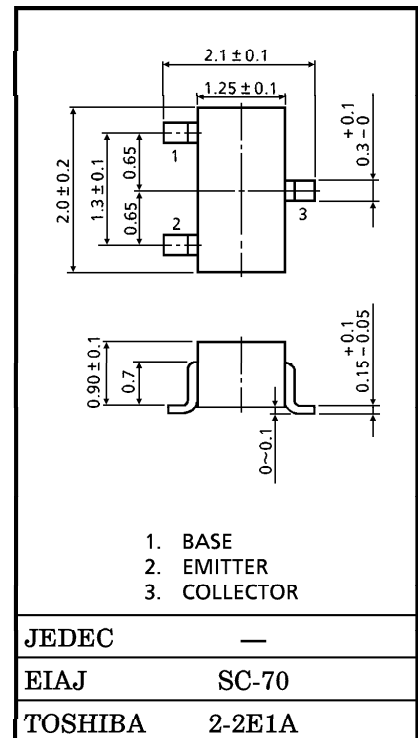 2.1±0.1
1.25±0.1
2.0±0.2
1.3±0.1
0.65
0.65
1
2
3
+0.1
0.3-0
0.90±0.1
0.7
0~0.1
+0.1
0.15-0.05
1. BASE
2. EMITTER
3. COLLECTOR
JEDEC —
EIAJ SC-70
TOSHIBA 2-2E1A